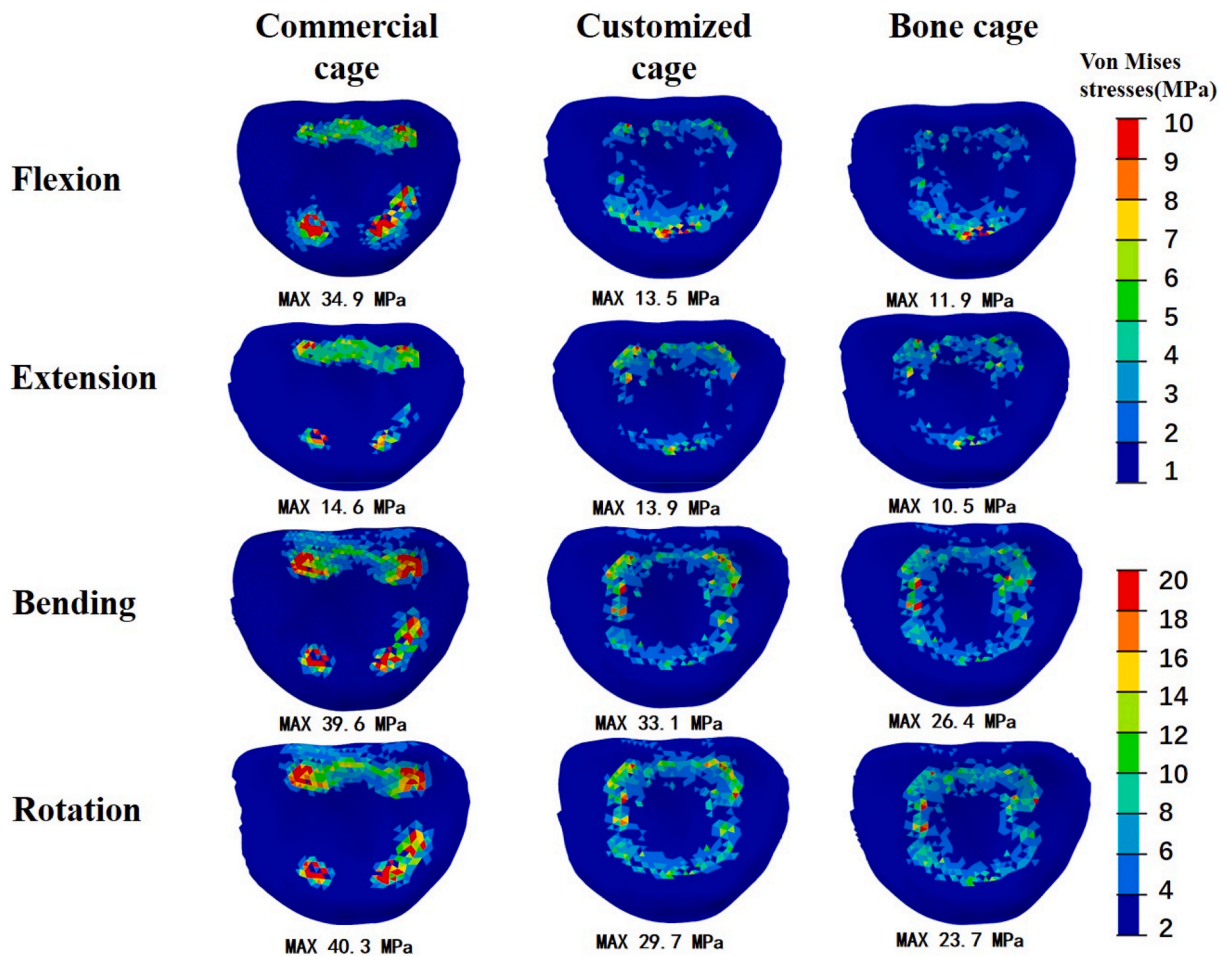 Commercial cage
Customized cage
Bone cage
Von Mises
stresses(MPa)
Flexion
MAX 34.9 MPa
MAX 13.5 MPa
MAX 11.9 MPa
Extension
MAX 14.6 MPa
MAX 13.9 MPa
MAX 10.5 MPa
10
9
8
7
6
5
4
3
2
1
Bending
MAX 39.6 MPa
MAX 33.1 MPa
MAX 26.4 MPa
Rotation
MAX 40.3 MPa
MAX 29.7 MPa
MAX 23.7 MPa
20
18
16
14
12
10
8
6
4
2